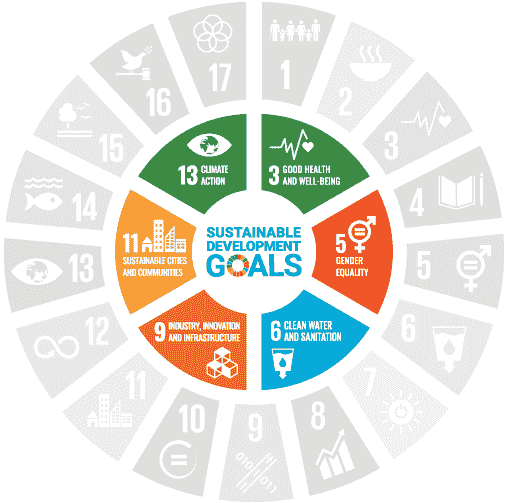 17
1
16
2
15
3
14
4
13
5
12
6
11
7
10
8
9
010
011
13 CLIMATE
ACTION
3 GOOD HEALTH
AND WELL-BEING
11
SUSTAINABLE CITIES
AND COMMUNITIES
SUSTAINABLE
DEVELOPMENT
GOALS
5
GENDER
EQUALITY
9 INDUSTRY, INNOVATION
AND INFRASTRUCTURE
6 CLEAN WATER
AND SANITATION